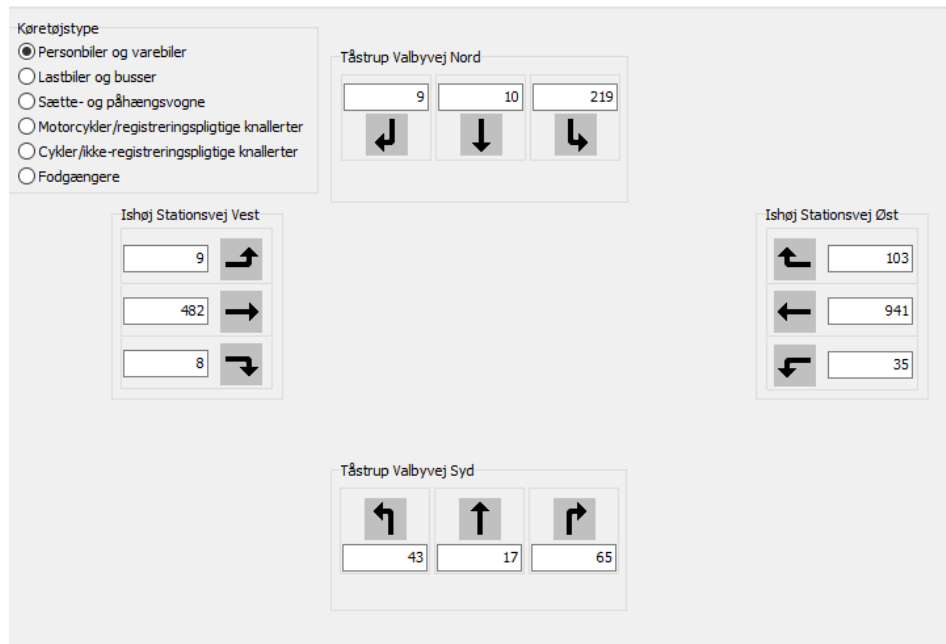 Køretøjstype
Personbiler og varebiler
Lastbiler og busser
Sætte- og påhængsvogne
Motorcykler/registreringspligtige knallerter
Cykler/ikke-registreringspligtige knallerter
Fodgængere
Tåstrup Valbyvej Nord
9 10 219
Ishøj Stationsvej Vest
9
482
8
Ishøj Stationsvej Øst
103
941
35
Tåstrup Valbyvej Syd
43 17 65